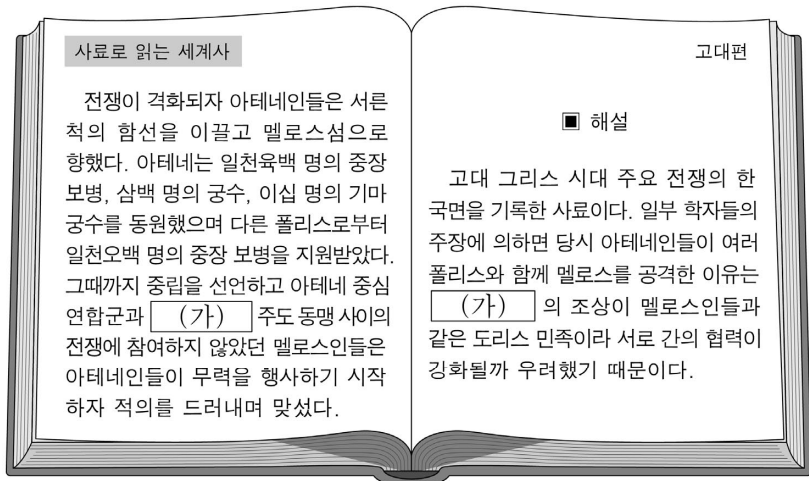 사료로 읽는 세계사
전쟁이 격화되자 아테네인들은 서른
척의 함선을 이끌고 멜로스섬으로
항했다. 아테네는 일천육백 명의 중장
보병, 삼백 명의 궁수, 이십 명의 기마
궁수를 동원했으며 다른 폴리스로부터
일천오백 명의 중장 보병을 지원받았다.
그때까지 중립을 선언하고 아테네 중심
연합군과 (가) 주도 동맹 사이의
전쟁에 참여하지 않았던 멜로스인들은
아테네인들이 무력을 행사하기 시작
하자 적의를 드러내며 맞섰다.
고대편
▣ 해설
고대 그리스 시대 주요 전쟁의 한
국면을 기록한 사료이다. 일부 학자들의
주장에 의하면 당시 아테네인들이 여러
폴리스와 함께 멜로스를 공격한 이유는
(가) 의 조상이 멜로스인들과
같은 도리스 민족이라 서로 간의 협력이
강화될까 우려했기 때문이다.